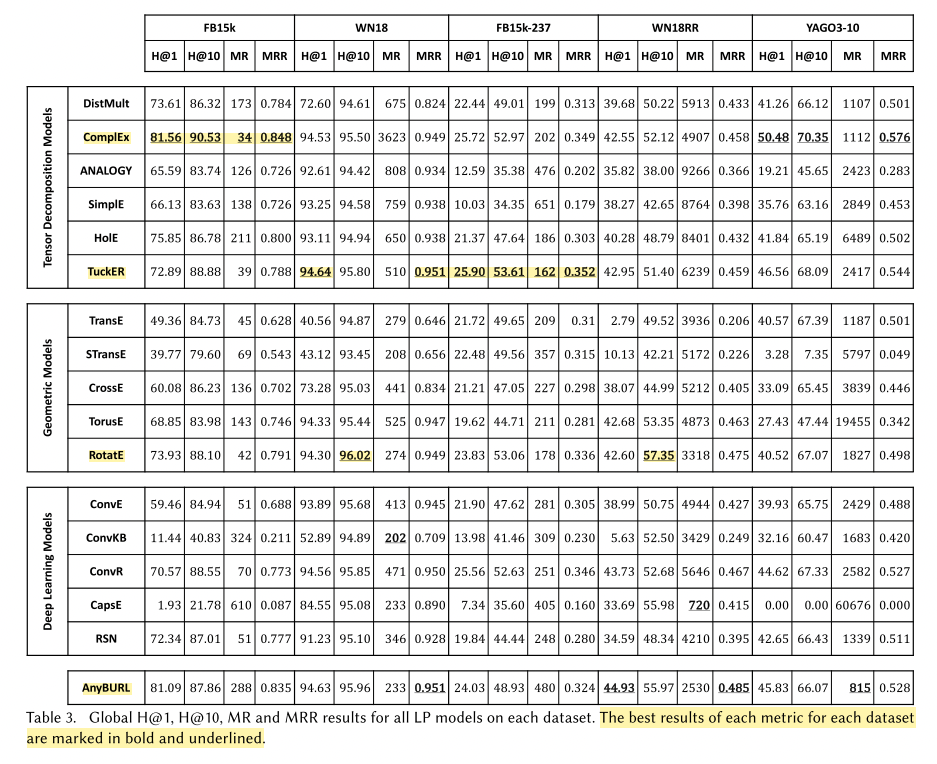 FB15k WN18 FB15k-237 WN18RR YAGO3-10
H@1 H@10 MR MRR H@1 H@10 MR MRR H@1 H@10 MR MRR H@1 H@10 MR MRR H@1 H@10 MR MRR
Tensor Decomposition Models
DistMult 73.61 86.32 173 0.784 72.60 94.61 675 0.824 22.44 49.01 199 0.313 39.68 50.22 5913 0.433 41.26 66.12 1107 0.501
ComplEx 81.56 90.53 34 0.848 94.53 95.50 3623 0.949 25.72 52.97 202 0.349 42.55 52.12 4907 0.458 50.48 70.35 1112 0.576
ANALOGY 65.59 83.74 126 0.726 92.61 94.42 808 0.934 12.59 35.38 476 0.202 35.82 38.00 9266 0.366 19.21 45.65 2423 0.283
SimplE 66.13 83.63 138 0.726 93.25 94.58 759 0.938 10.03 34.35 651 0.179 38.27 42.65 8764 0.398 35.76 63.16 2849 0.453
HolE 75.85 86.78 211 0.800 93.11 94.94 650 0.938 21.37 47.64 186 0.303 40.28 48.79 8401 0.432 41.84 65.19 6489 0.502
TuckER 72.89 88.88 39 0.788 94.64 95.80 510 0.951 25.90 53.61 162 0.352 42.95 51.40 6239 0.459 46.56 68.09 2417 0.544
Geometric Models
TransE 49.36 84.73 45 0.628 40.56 94.87 279 0.646 21.72 49.65 209 0.31 2.79 49.52 3936 0.206 40.57 67.39 1187 0.501
STransE 39.77 79.60 69 0.543 43.12 93.45 208 0.656 22.48 49.56 357 0.315 10.13 42.21 5172 0.226 3.28 7.35 5797 0.049
CrossE 60.08 86.23 136 0.702 73.28 95.03 441 0.834 21.21 47.05 227 0.298 38.07 44.99 5212 0.405 33.09 65.45 3839 0.446
TorusE 68.85 83.98 143 0.746 94.33 95.44 525 0.947 19.62 44.71 211 0.281 42.68 53.35 4873 0.463 27.43 47.44 19455 0.342
RotatE 73.93 88.10 42 0.791 94.30 96.02 274 0.949 23.83 53.06 178 0.336 42.60 57.35 3318 0.475 40.52 67.07 1827 0.498
Deep Learning Models
ConvE 59.46 84.94 51 0.688 93.89 95.68 413 0.945 21.90 47.62 281 0.305 38.99 50.75 4944 0.427 39.93 65.75 2429 0.488
ConvKB 11.44 40.83 324 0.211 52.89 94.89 202 0.709 13.98 41.46 309 0.230 5.63 52.50 3429 0.249 32.16 60.47 1683 0.420
ConvR 70.57 88.55 70 0.773 94.56 95.85 471 0.950 25.56 52.63 251 0.346 43.73 52.68 5646 0.467 44.62 67.33 2582 0.527
CapsE 1.93 21.78 610 0.087 84.55 95.08 233 0.890 7.34 35.60 405 0.160 33.69 55.98 720 0.415 0.00 0.00 60676 0.000
RSN 72.34 87.01 51 0.777 91.23 95.10 346 0.928 19.84 44.44 248 0.280 34.59 48.34 4210 0.395 42.65 66.43 1339 0.511
AnyBURL 81.09 87.86 288 0.835 94.63 95.96 233 0.951 24.03 48.93 480 0.324 44.93 55.97 2530 0.485 45.83 66.07 815 0.528
Table 3. Global H@1, H@10, MR and MRR results for all LP models on each dataset. The best results of each metric for each dataset
are marked in bold and underlined.